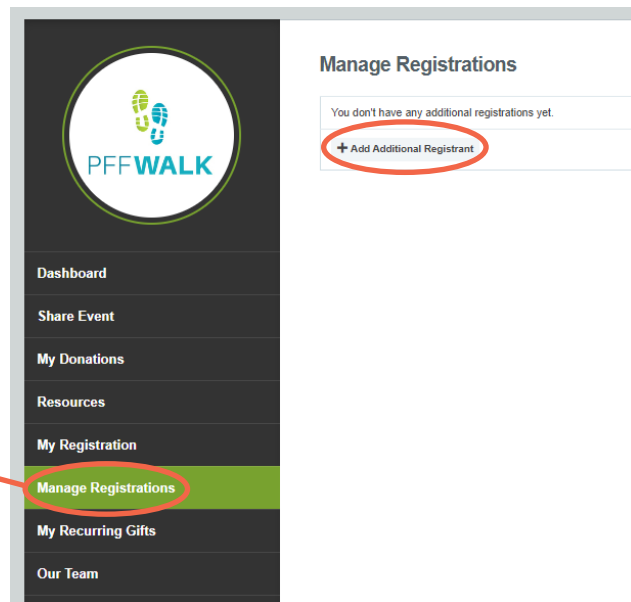 PFFWALK
Dashboard
Share Event
My Donations
Resources
My Registration
Manage Registrations
My Recurring Gifts
Our Team
Manage Registrations
You don't have any additional registrations yet.
+ Add Additional Registrant